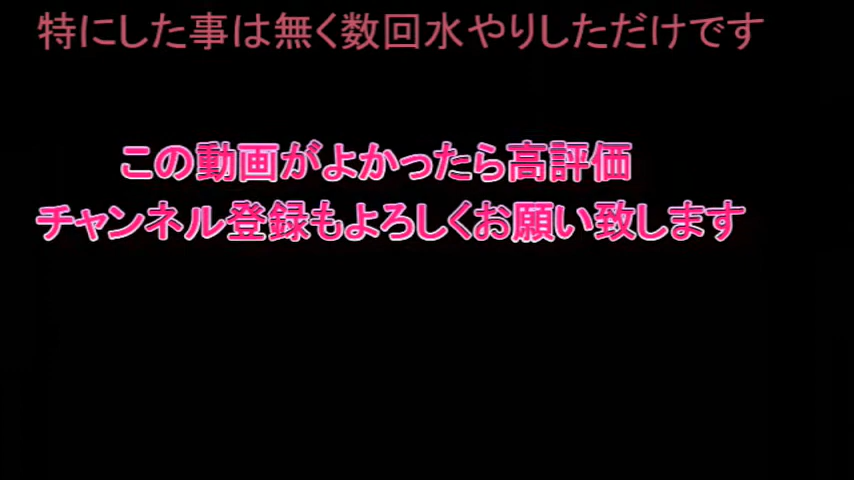 特にした事は無く数回水やりしただけです
この動画がよかったら高評価
チャンネル登録もよろしくお願い致します